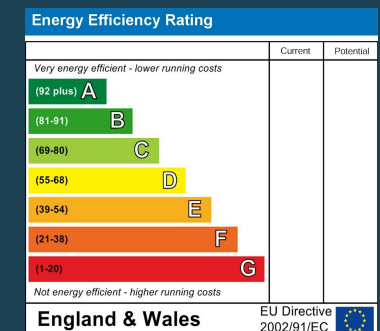 Energy Efficiency Rating
Current Potential
Very energy efficient - lower running costs
(92 plus) A
(81-91) B
(69-80) C
(55-68) D
(39-54) E
(21-38) F
(1-20) G
Not energy efficient - higher running costs
England & Wales
EU Directive
2002/91/EC